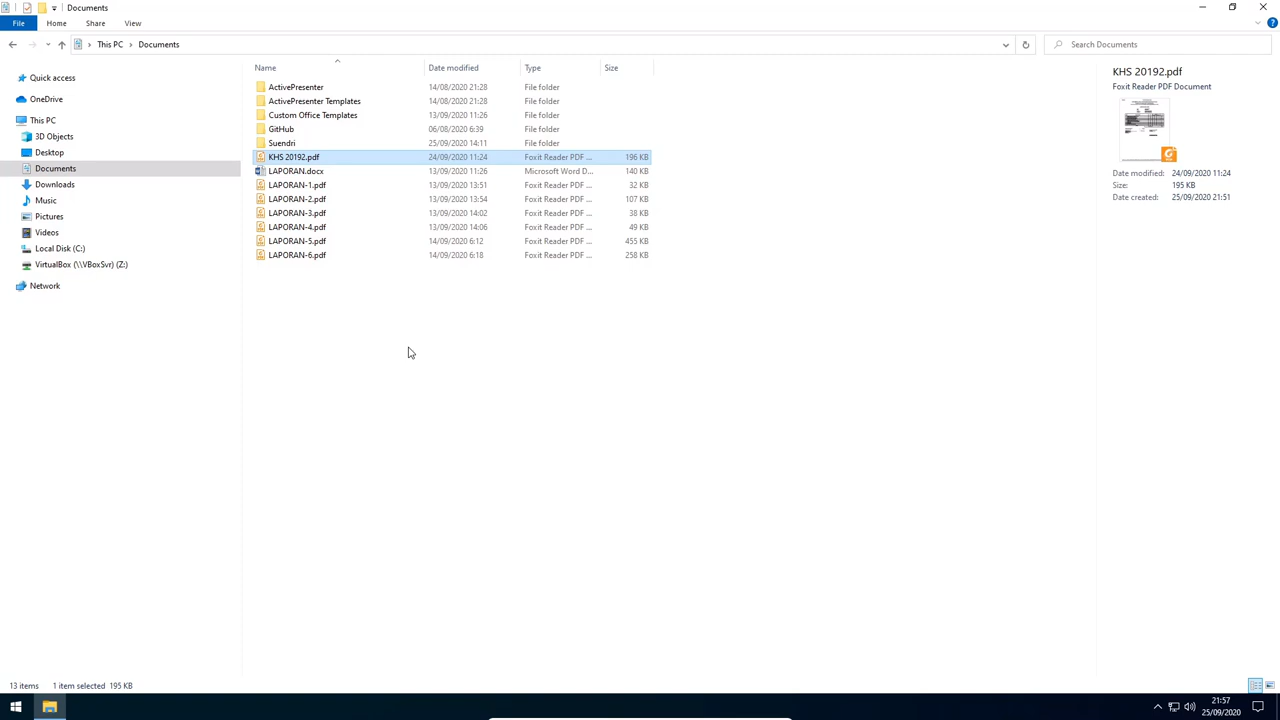 Documents
File Home Share View
This PC Documents Search Documents
Name Date modified Type Size
Quick access
OneDrive
This PC
3D Objects
Desktop
Documents
Downloads
Music
Pictures
Videos
Local Disk (C:)
VirtualBox (\\VBoxSvr) (Z:)
Network
ActivePresenter 14/08/2020 21:28 File folder
ActivePresenter Templates 14/08/2020 21:28 File folder
Custom Office Templates 13/09/2020 11:26 File folder
GitHub 06/08/2020 6:39 File folder
Suendri 25/09/2020 14:11 File folder
KHS 20192.pdf 24/09/2020 11:24 Foxit Reader PDF ... 196 KB
LAPORAN.docx 13/09/2020 11:26 Microsoft Word D... 140 KB
LAPORAN-1.pdf 13/09/2020 13:51 Foxit Reader PDF ... 32 KB
LAPORAN-2.pdf 13/09/2020 13:54 Foxit Reader PDF ... 107 KB
LAPORAN-3.pdf 13/09/2020 14:02 Foxit Reader PDF ... 38 KB
LAPORAN-4.pdf 13/09/2020 14:06 Foxit Reader PDF ... 49 KB
LAPORAN-5.pdf 14/09/2020 6:12 Foxit Reader PDF ... 455 KB
LAPORAN-6.pdf 14/09/2020 6:18 Foxit Reader PDF ... 258 KB
KHS 20192.pdf
Foxit Reader PDF Document
Date modified: 24/09/2020 11:24
Size: 195 KB
Date created: 25/09/2020 21:51
13 items 1 item selected 195 KB
21:57
25/09/2020